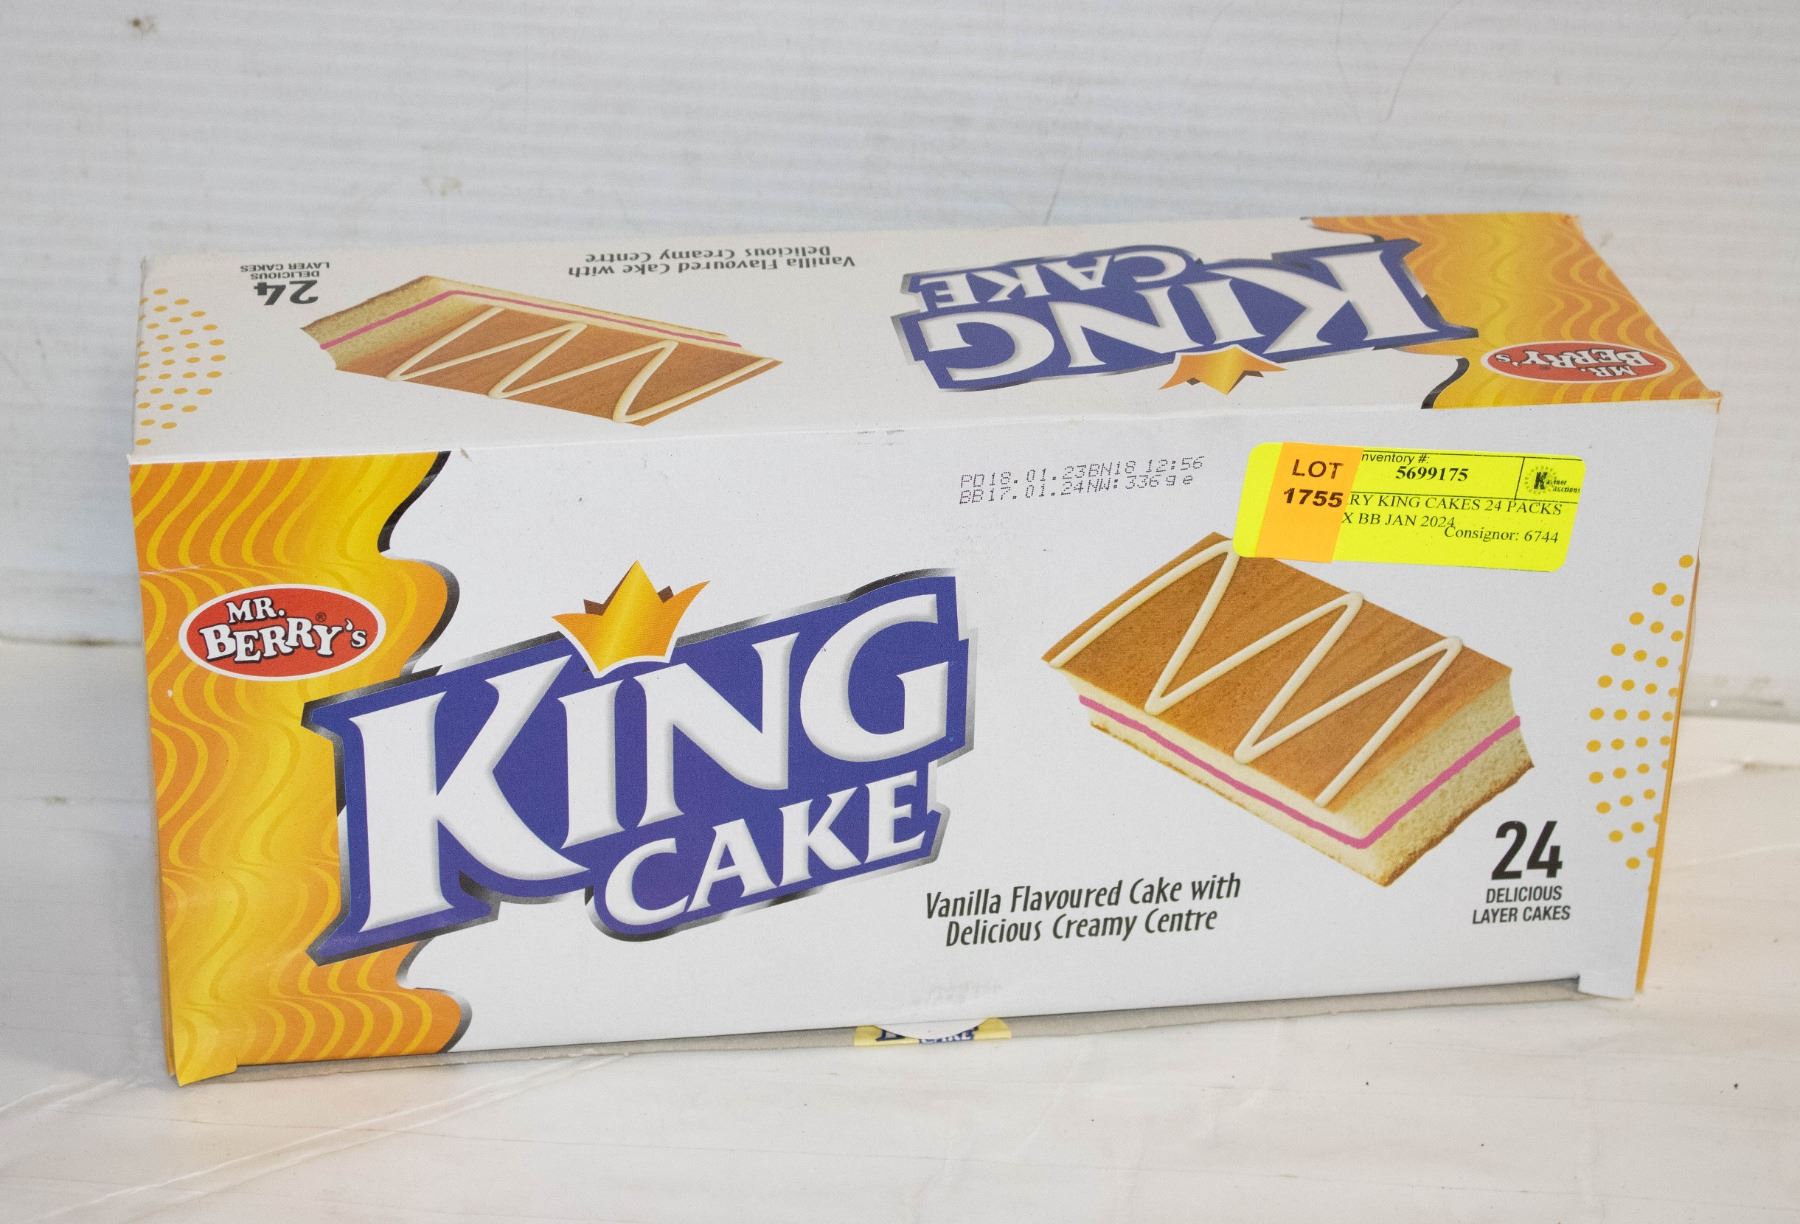 24
DELICIOUS
LAYER CAKES
Vanilla Flavoured Cake with
Delicious Creamy Centre
KING
CAKE
MR.
BERRY's
PD18.01.23BN18 12:56
BB17.01.24NW:336g e
LOT
1755
nventory #:
5699175
RY KING CAKES 24 PACKS
X BB JAN 2024
Consignor: 6744
MR.
BERRY's®
KING
CAKE
Vanilla Flavoured Cake with
Delicious Creamy Centre
24
DELICIOUS
LAYER CAKES